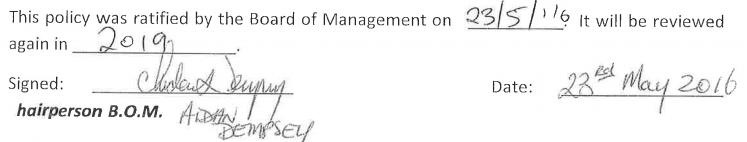 This policy was ratified by the Board of Management on 23/5/16 It will be reviewed
again in 2019.
Signed: Dempsey Date: 23rd May 2016
hairperson B.O.M. AIDAN
DEMPSEY